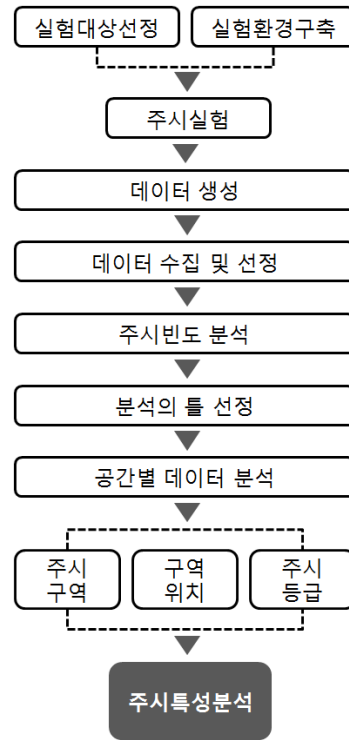 실험대상선정 실험환경구축
주시실험
데이터 생성
데이터 수집 및 선정
주시빈도 분석
분석의 틀 선정
공간별 데이터 분석
주시
구역
구역
위치
주시
등급
주시특성분석